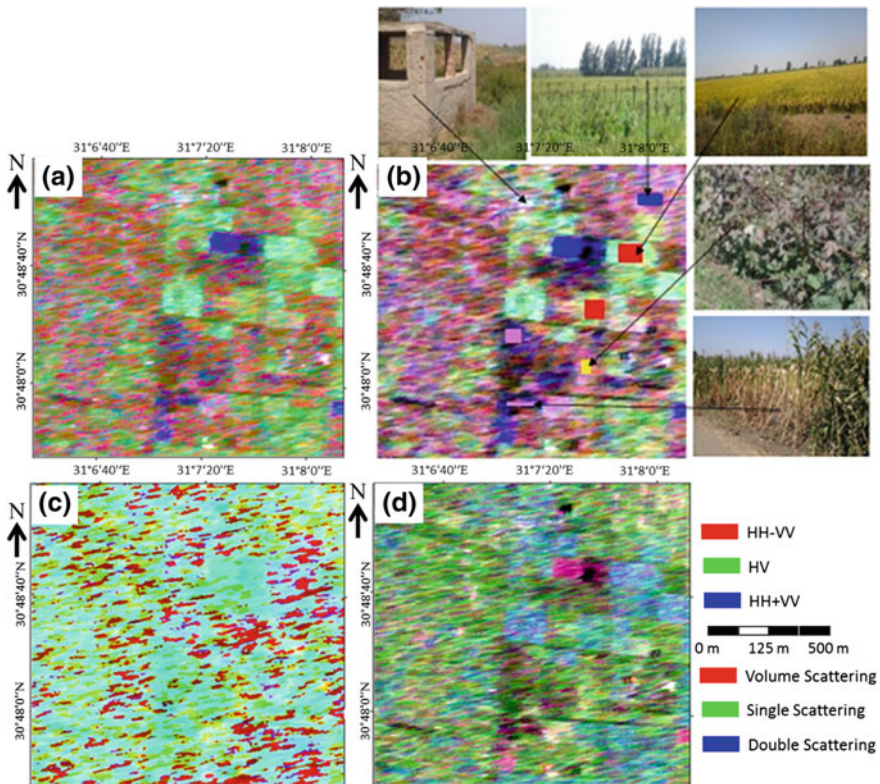 31°6'40"E 31°7'20"E 31°8'0"E
31°6'40"E 31°7'20"E 31°8'0"E
N
(a)
30°48'40''N
30°48'0''N
N
(b)
30°48'40''N
30°48'0''N
31°6'40''E 31°7'20''E 31°8'0''E
31°6'40''E 31°7'20''E 31°8'0''E
N
(c)
30°48'40''N
30°48'0''N
N
(d)
30°48'40''N
30°48'0''N
HH-VV
HV
HH+VV
0 m 125 m 500 m
Volume Scattering
Single Scattering
Double Scattering